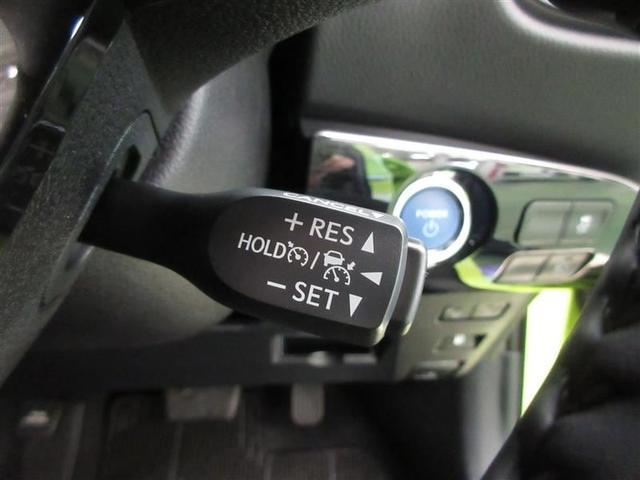 CANCEL
+ RES ▲
HOLD / ◀
− SET ▼
POWER